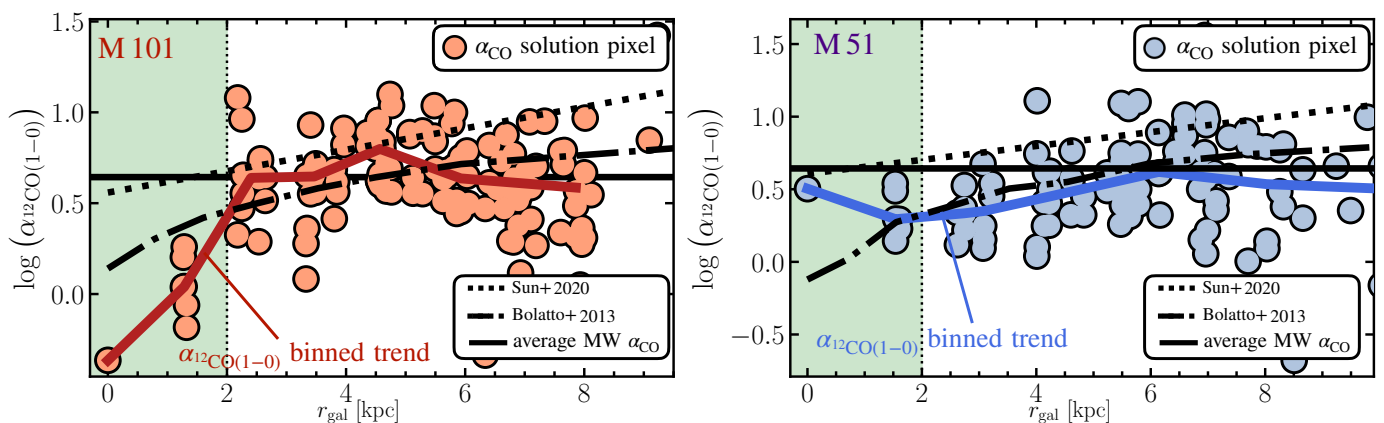 M 101
α_CO solution pixel
log (α_¹²CO(1−0))
1.5
1.0
0.5
0.0
Sun+2020
Bolatto+2013
average MW α_CO
α_¹²CO(1−0) binned trend
0 2 4 6 8
r_gal [kpc]
M 51
α_CO solution pixel
log (α_¹²CO(1−0))
1.5
1.0
0.5
0.0
−0.5
Sun+2020
Bolatto+2013
average MW α_CO
α_¹²CO(1−0) binned trend
0 2 4 6 8
r_gal [kpc]